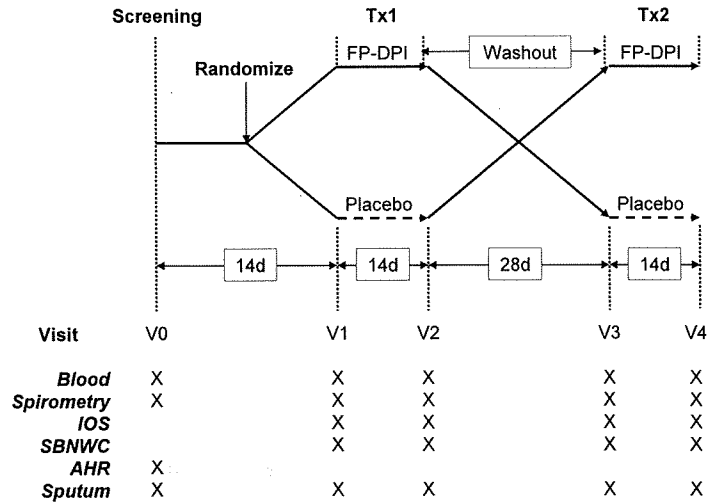 Screening Tx1 Tx2
FP-DPI Washout FP-DPI
Randomize
Placebo Placebo
14d 14d 28d 14d
Visit V0 V1 V2 V3 V4
Blood X X X X X
Spirometry X X X X X
IOS X X X X
SBNWC X X X X
AHR X
Sputum X X X X X